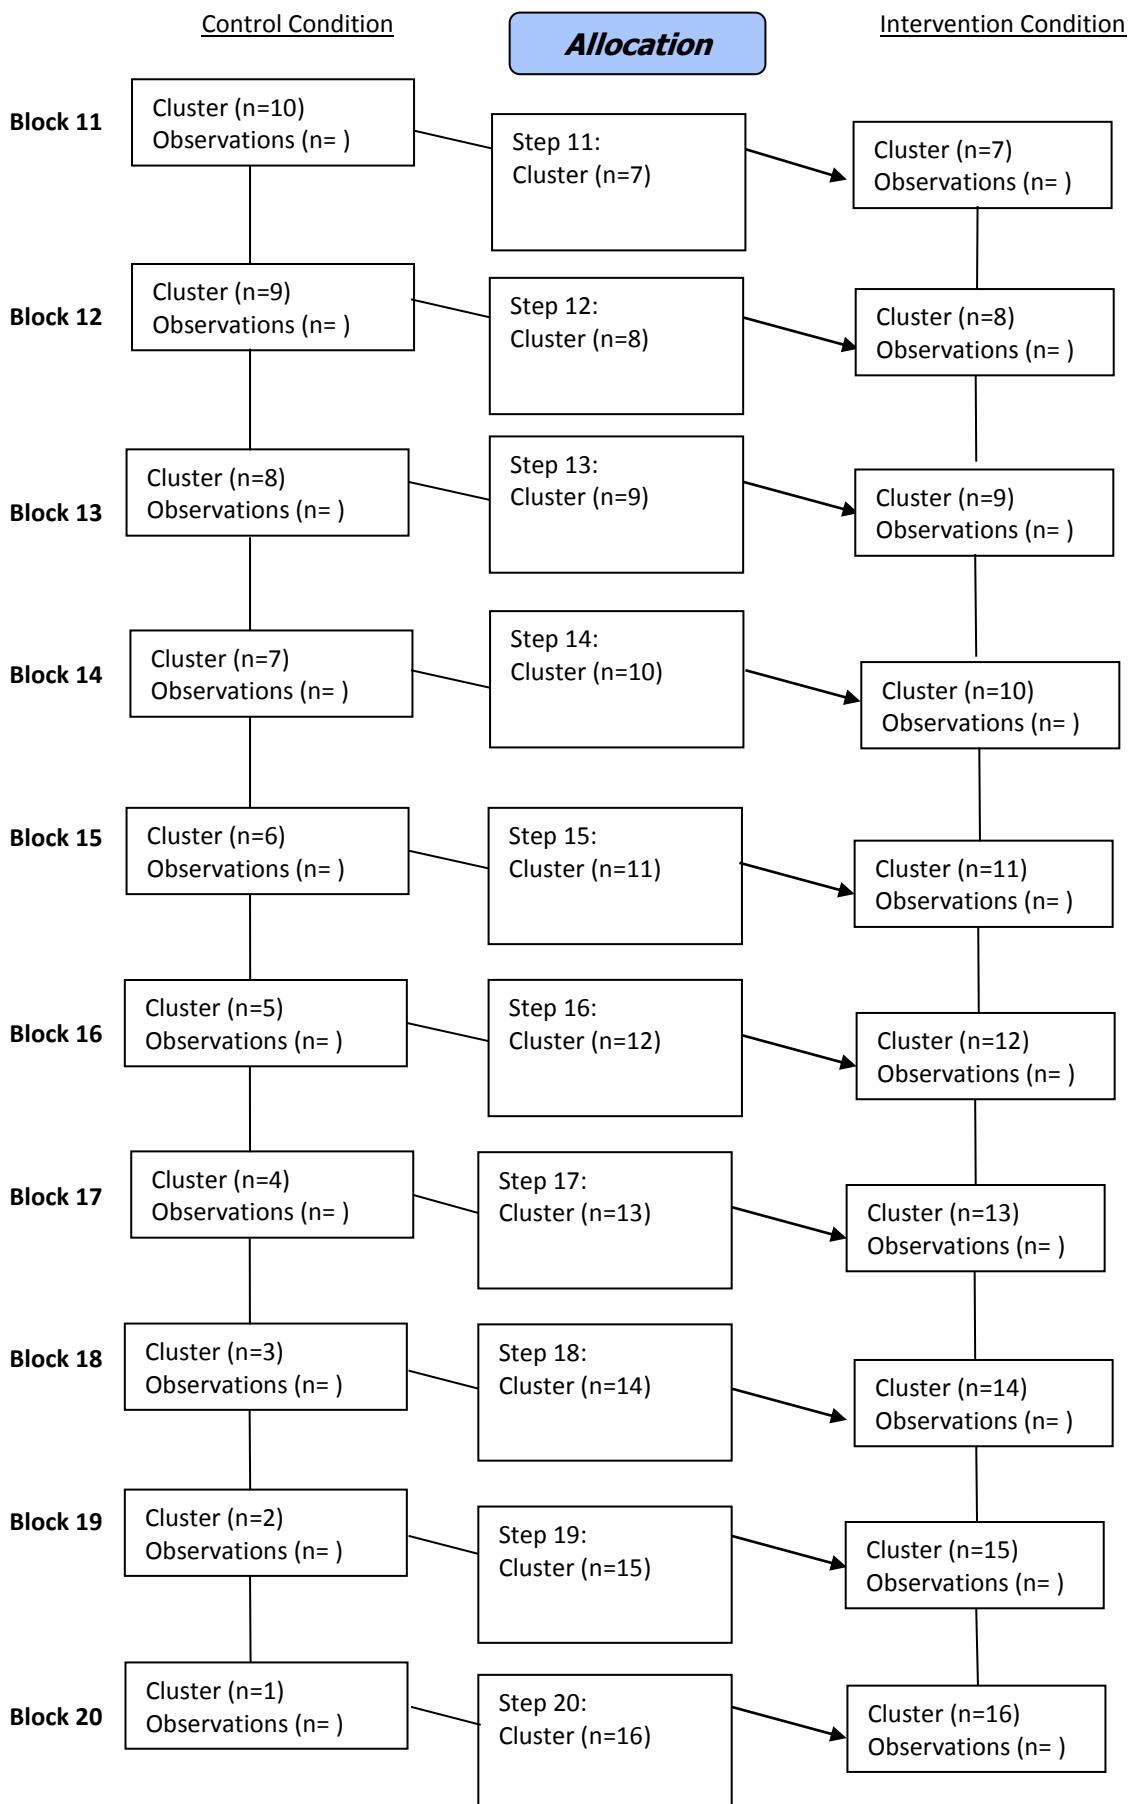 Control Condition
Allocation
Intervention Condition
Block 11
Cluster (n=10)
Observations (n= )
Step 11:
Cluster (n=7)
Cluster (n=7)
Observations (n= )
Block 12
Cluster (n=9)
Observations (n= )
Step 12:
Cluster (n=8)
Cluster (n=8)
Observations (n= )
Block 13
Cluster (n=8)
Observations (n= )
Step 13:
Cluster (n=9)
Cluster (n=9)
Observations (n= )
Block 14
Cluster (n=7)
Observations (n= )
Step 14:
Cluster (n=10)
Cluster (n=10)
Observations (n= )
Block 15
Cluster (n=6)
Observations (n= )
Step 15:
Cluster (n=11)
Cluster (n=11)
Observations (n= )
Block 16
Cluster (n=5)
Observations (n= )
Step 16:
Cluster (n=12)
Cluster (n=12)
Observations (n= )
Block 17
Cluster (n=4)
Observations (n= )
Step 17:
Cluster (n=13)
Cluster (n=13)
Observations (n= )
Block 18
Cluster (n=3)
Observations (n= )
Step 18:
Cluster (n=14)
Cluster (n=14)
Observations (n= )
Block 19
Cluster (n=2)
Observations (n= )
Step 19:
Cluster (n=15)
Cluster (n=15)
Observations (n= )
Block 20
Cluster (n=1)
Observations (n= )
Step 20:
Cluster (n=16)
Cluster (n=16)
Observations (n= )